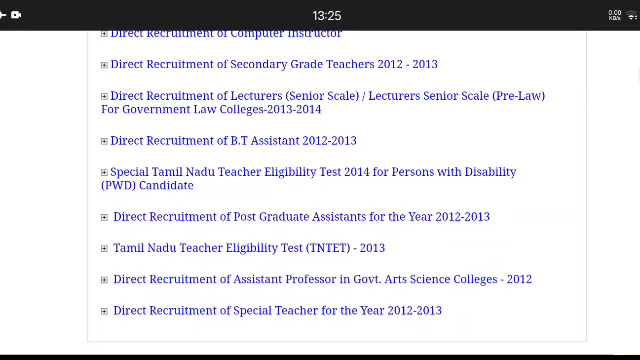 13:25
0.00
KB/s
Direct Recruitment of Computer Instructor
Direct Recruitment of Secondary Grade Teachers 2012 - 2013
Direct Recruitment of Lecturers (Senior Scale) / Lecturers Senior Scale (Pre-Law)
For Government Law Colleges-2013-2014
Direct Recruitment of B.T Assistant 2012-2013
Special Tamil Nadu Teacher Eligibility Test 2014 for Persons with Disability
(PWD) Candidate
Direct Recruitment of Post Graduate Assistants for the Year 2012-2013
Tamil Nadu Teacher Eligibility Test (TNTET) - 2013
Direct Recruitment of Assistant Professor in Govt. Arts Science Colleges - 2012
Direct Recruitment of Special Teacher for the Year 2012-2013